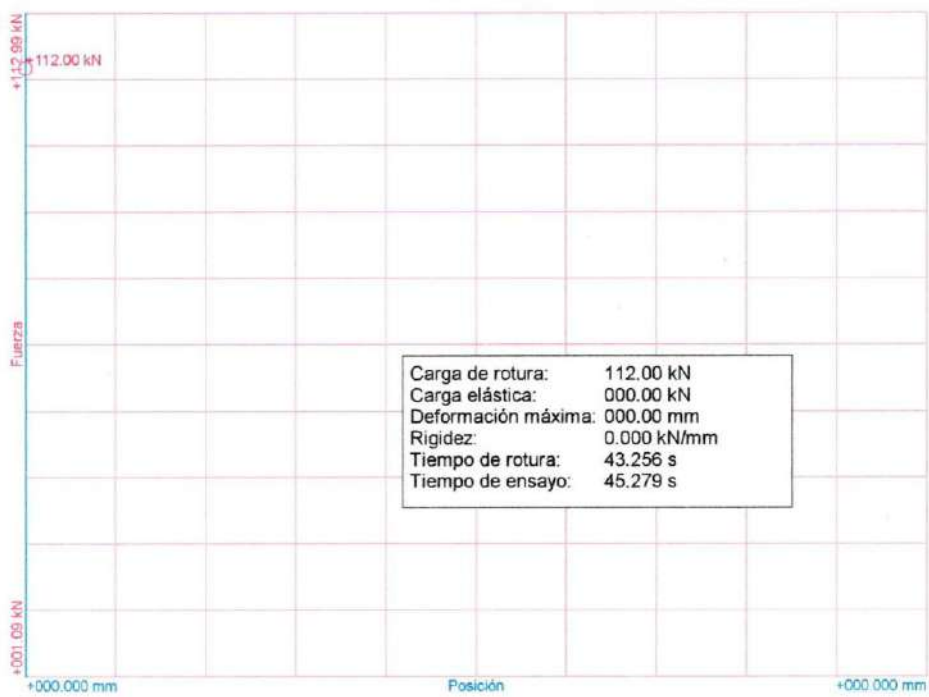 +112.99 kN
+112.00 kN
Fuerza
Carga de rotura: 112.00 kN
Carga elástica: 000.00 kN
Deformación máxima: 000.00 mm
Rigidez: 0.000 kN/mm
Tiempo de rotura: 43.256 s
Tiempo de ensayo: 45.279 s
+001.09 kN
+000.000 mm
Posición
+000.000 mm